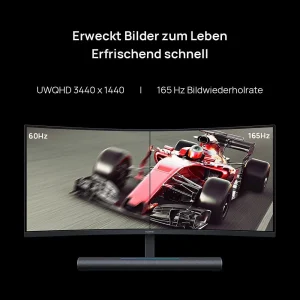 Erweckt Bilder zum Leben
Erfrischend schnell
UWQHD 3440 x 1440 | 165 Hz Bildwiederholrate
60Hz
165Hz